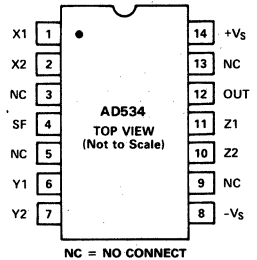 X1 1 14 +VS
X2 2 13 NC
NC 3 12 OUT
AD534
SF 4 TOP VIEW 11 Z1
(Not to Scale)
NC 5 10 Z2
Y1 6 9 NC
Y2 7 8 -VS
NC = NO CONNECT